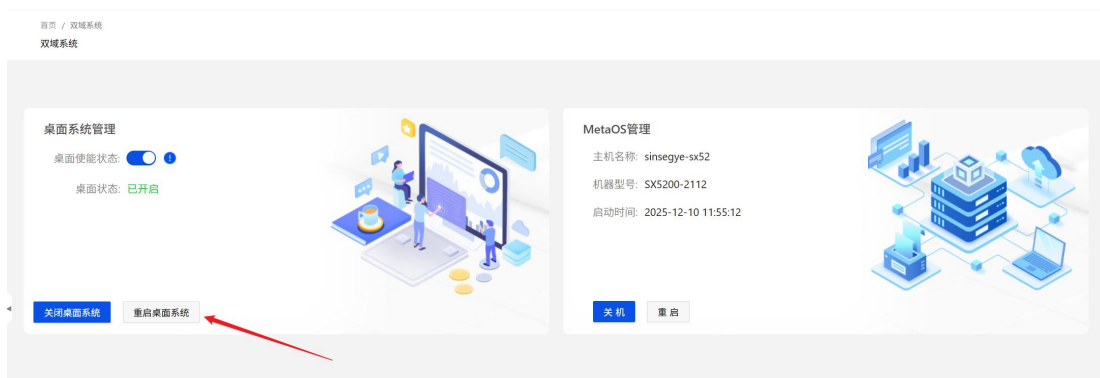 首页 / 双域系统
双域系统
桌面系统管理
桌面使能状态:
桌面状态: 已开启
关闭桌面系统 重启桌面系统
MetaOS管理
主机名称: sinsegye-sx52
机器型号: SX5200-2112
启动时间: 2025-12-10 11:55:12
关 机 重 启